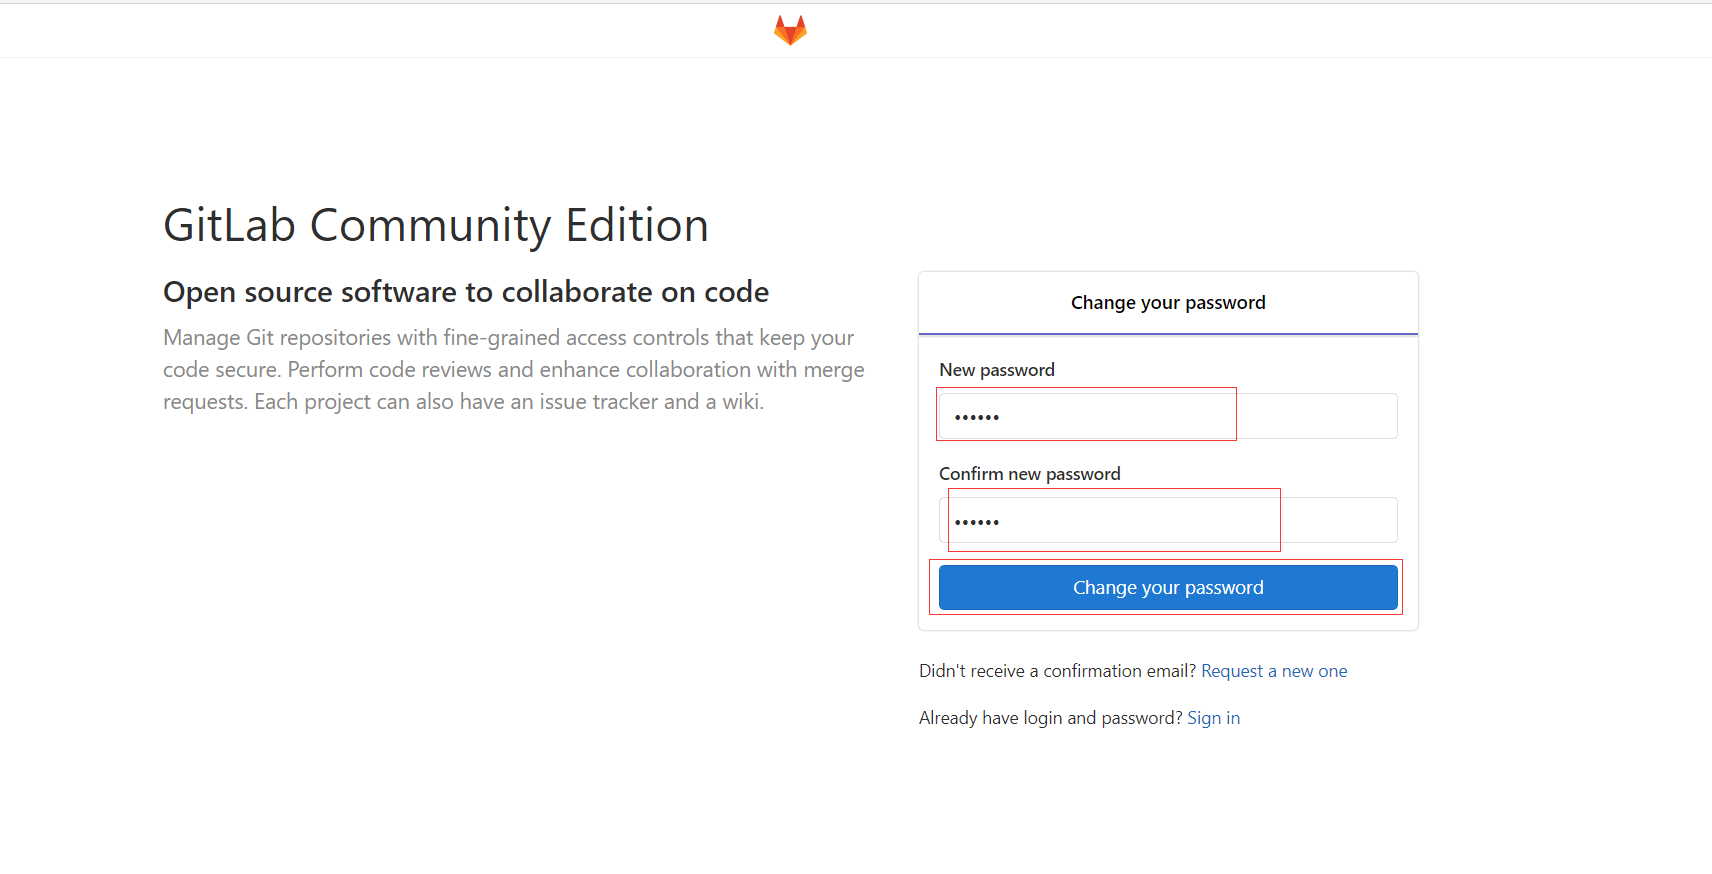 GitLab Community Edition
Open source software to collaborate on code
Manage Git repositories with fine-grained access controls that keep your
code secure. Perform code reviews and enhance collaboration with merge
requests. Each project can also have an issue tracker and a wiki.
Change your password
New password
••••••
Confirm new password
••••••
Change your password
Didn't receive a confirmation email? Request a new one
Already have login and password? Sign in